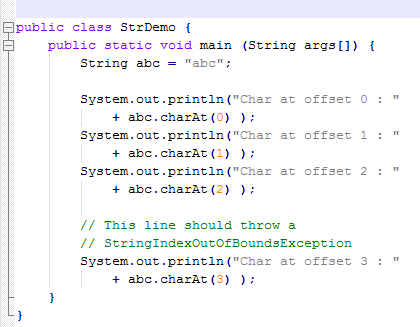 public class StrDemo {
    public static void main (String args[]) {
        String abc = "abc";

        System.out.println("Char at offset 0 : "
            + abc.charAt(0) );
        System.out.println("Char at offset 1 : "
            + abc.charAt(1) );
        System.out.println("Char at offset 2 : "
            + abc.charAt(2) );

        // This line should throw a
        // StringIndexOutOfBoundsException
        System.out.println("Char at offset 3 : "
            + abc.charAt(3) );
    }
}